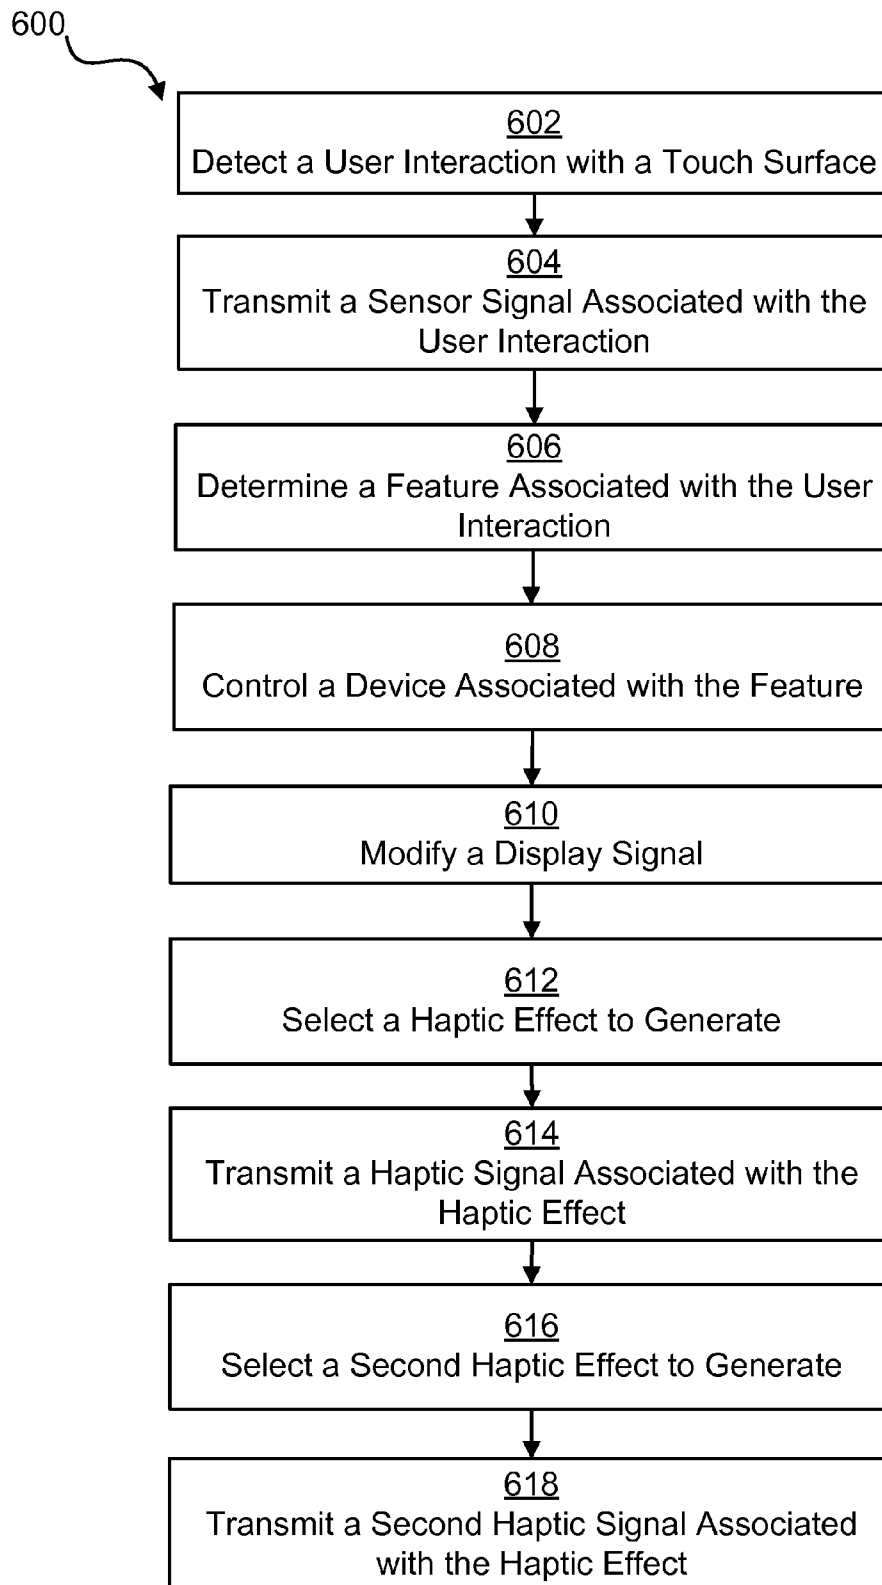 600
602
Detect a User Interaction with a Touch Surface
604
Transmit a Sensor Signal Associated with the
User Interaction
606
Determine a Feature Associated with the User
Interaction
608
Control a Device Associated with the Feature
610
Modify a Display Signal
612
Select a Haptic Effect to Generate
614
Transmit a Haptic Signal Associated with the
Haptic Effect
616
Select a Second Haptic Effect to Generate
618
Transmit a Second Haptic Signal Associated
with the Haptic Effect